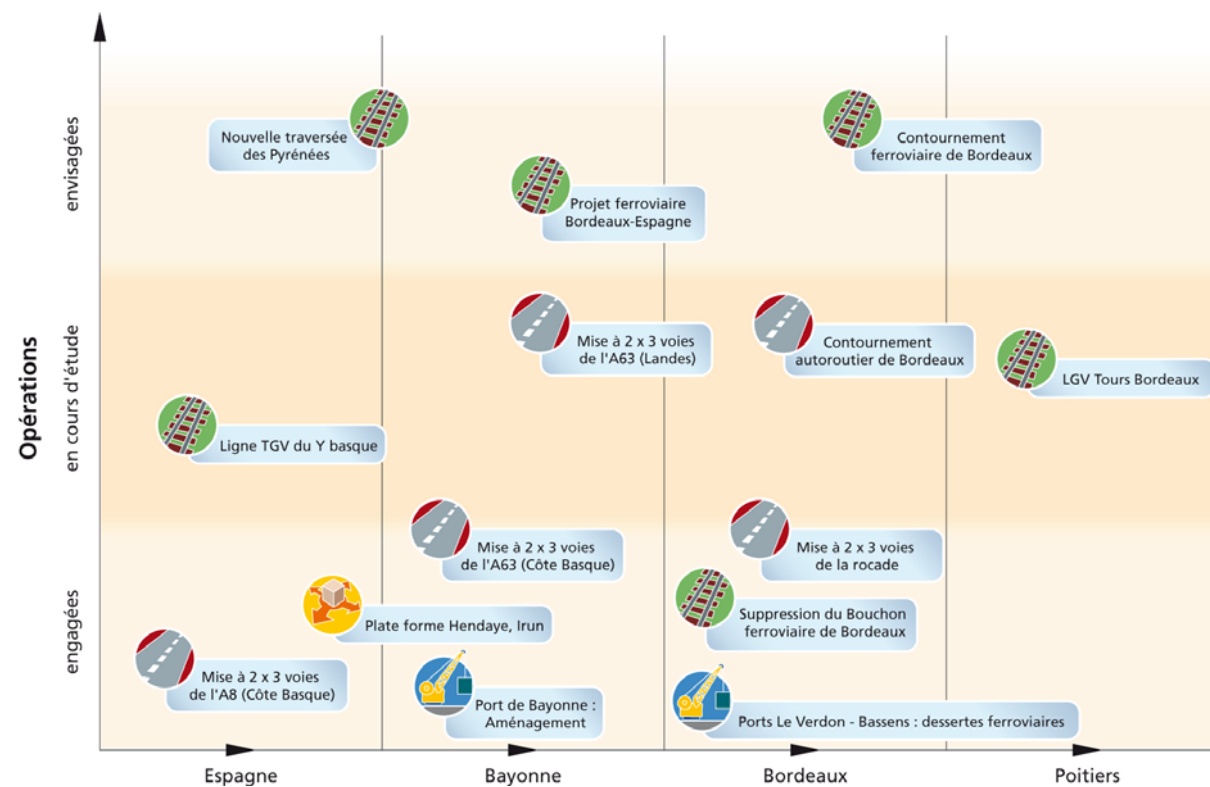 Opérations
envisagées
en cours d'étude
engagées
Nouvelle traversée
des Pyrénées
Contournement
ferroviaire de Bordeaux
Projet ferroviaire
Bordeaux-Espagne
Mise à 2 x 3 voies
de l'A63 (Landes)
Contournement
autoroutier de Bordeaux
LGV Tours Bordeaux
Ligne TGV du Y basque
Mise à 2 x 3 voies
de l'A63 (Côte Basque)
Mise à 2 x 3 voies
de la rocade
Plate forme Hendaye, Irun
Suppression du Bouchon
ferroviaire de Bordeaux
Mise à 2 x 3 voies
de l'A8 (Côte Basque)
Port de Bayonne :
Aménagement
Ports Le Verdon - Bassens : dessertes ferroviaires
Espagne
Bayonne
Bordeaux
Poitiers